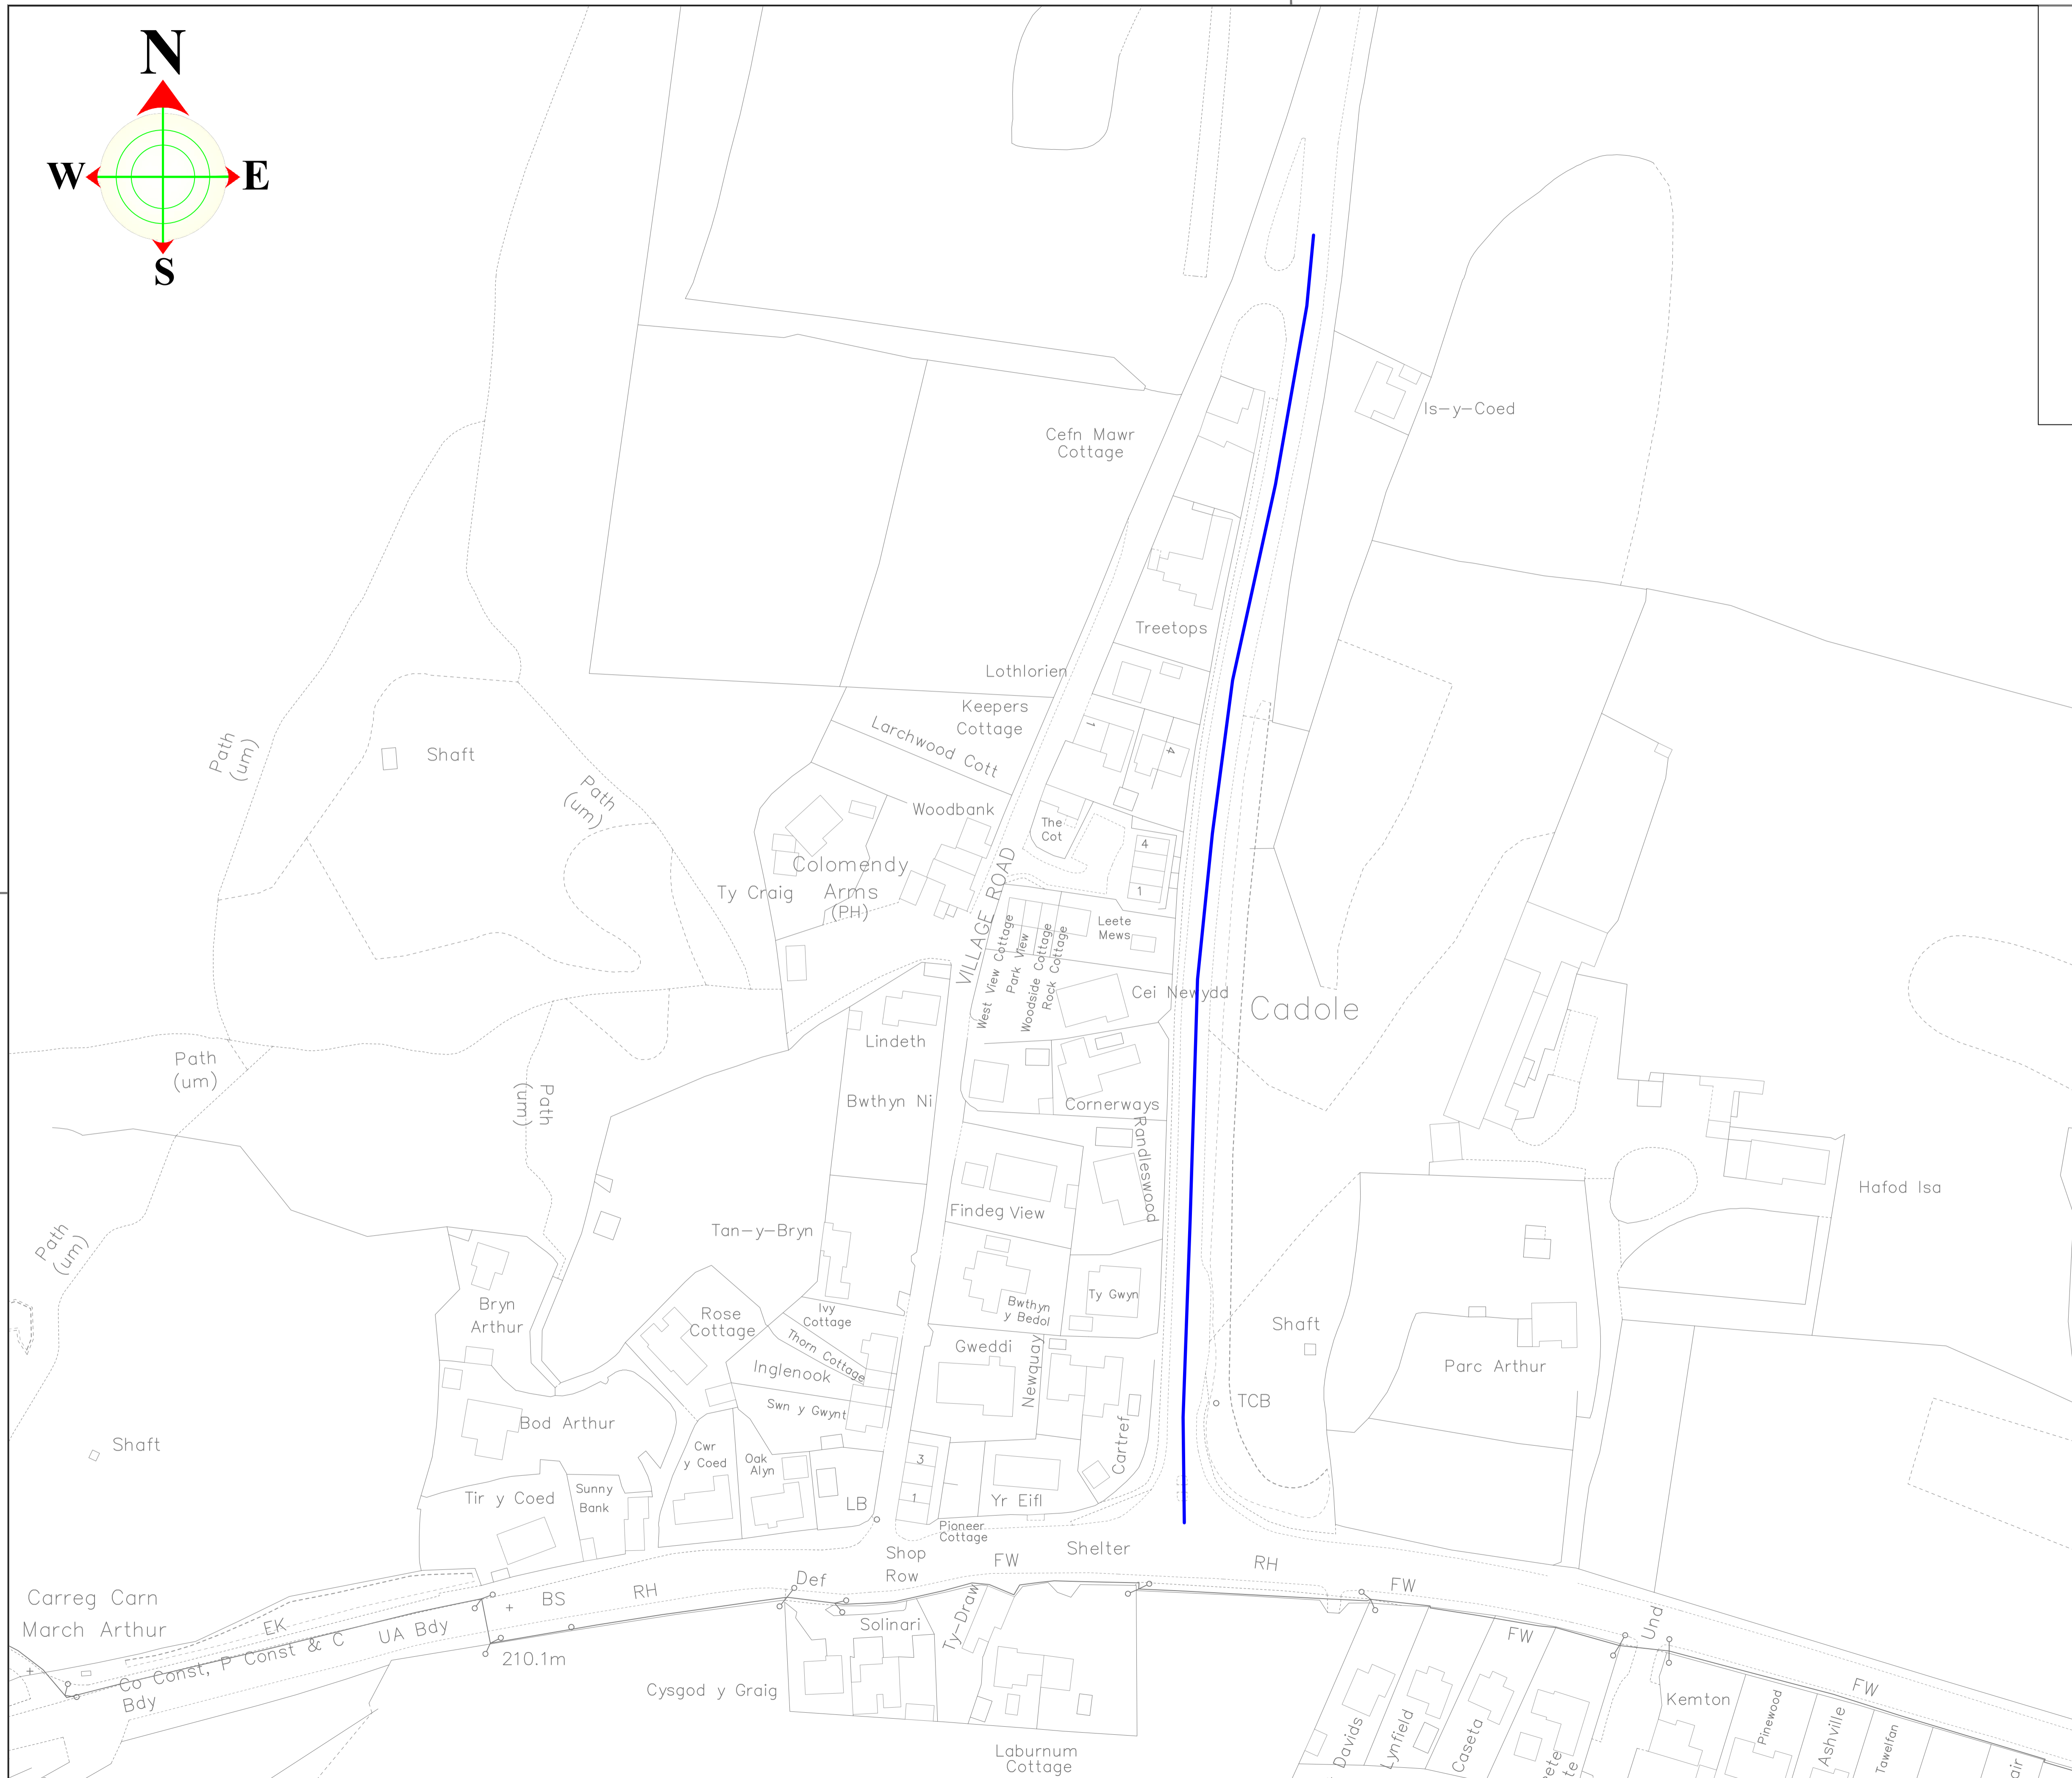 N
W
E
S
Is-y-Coed
Cefn Mawr
Cottage
Treetops
Lothlorien
Keepers
Cottage
Larchwood Cott
1
4
Path
(um)
Shaft
Path
(um)
Woodbank
The
Cot
4
1
Colomendy
Arms
(PH)
Ty Craig
VILLAGE ROAD
West View Cottage
Park View
Woodside Cottage
Rock Cottage
Leete
Mews
Cei Newydd
Cadole
Lindeth
Path
(um)
Path
(um)
Bwthyn Ni
Cornerways
Randleswood
Hafod Isa
Findeg View
Tan-y-Bryn
Path
(um)
Bryn
Arthur
Rose
Cottage
Ivy
Cottage
Thorn Cottage
Inglenook
Bwthyn
y Bedol
Ty Gwyn
Gweddi
Newquay
Shaft
Parc Arthur
TCB
Swn y Gwynt
Bod Arthur
Cartref
Shaft
Cwr
y Coed
Oak
Alyn
3
1
Tir y Coed
Sunny
Bank
LB
Yr Eifl
Pioneer
Cottage
Shop
Row
FW
Shelter
RH
FW
Def
Carreg Carn
March Arthur
EK
BS
RH
Co Const, P Const & C
UA Bdy
Bdy
210.1m
Solinari
Ty-Draw
Und
FW
FW
Cysgod y Graig
Kemton
Pinewood
Ashville
Tawelfan
Davids
Lynfield
Caseta
Laburnum
Cottage